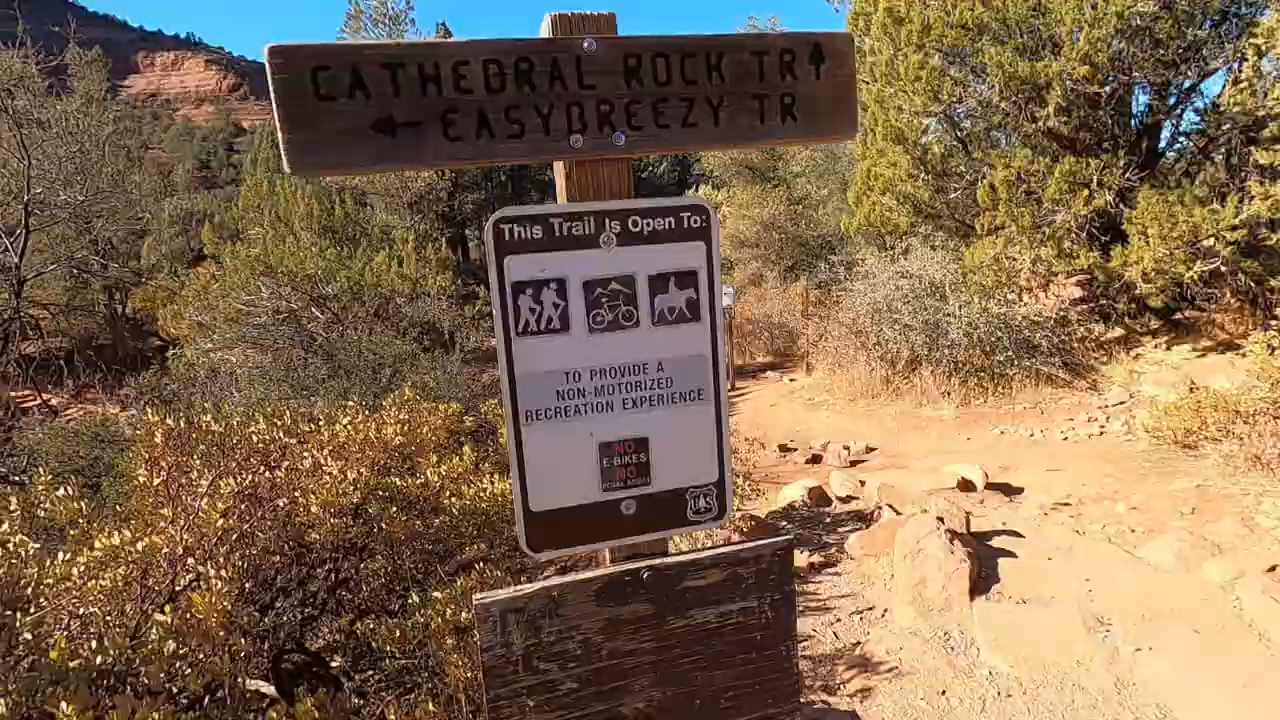 CATHEDRAL ROCK TR
EASYBREEZY TR
This Trail Is Open To:
TO PROVIDE A
NON-MOTORIZED
RECREATION EXPERIENCE
NO
E-BIKES
NO
UAS